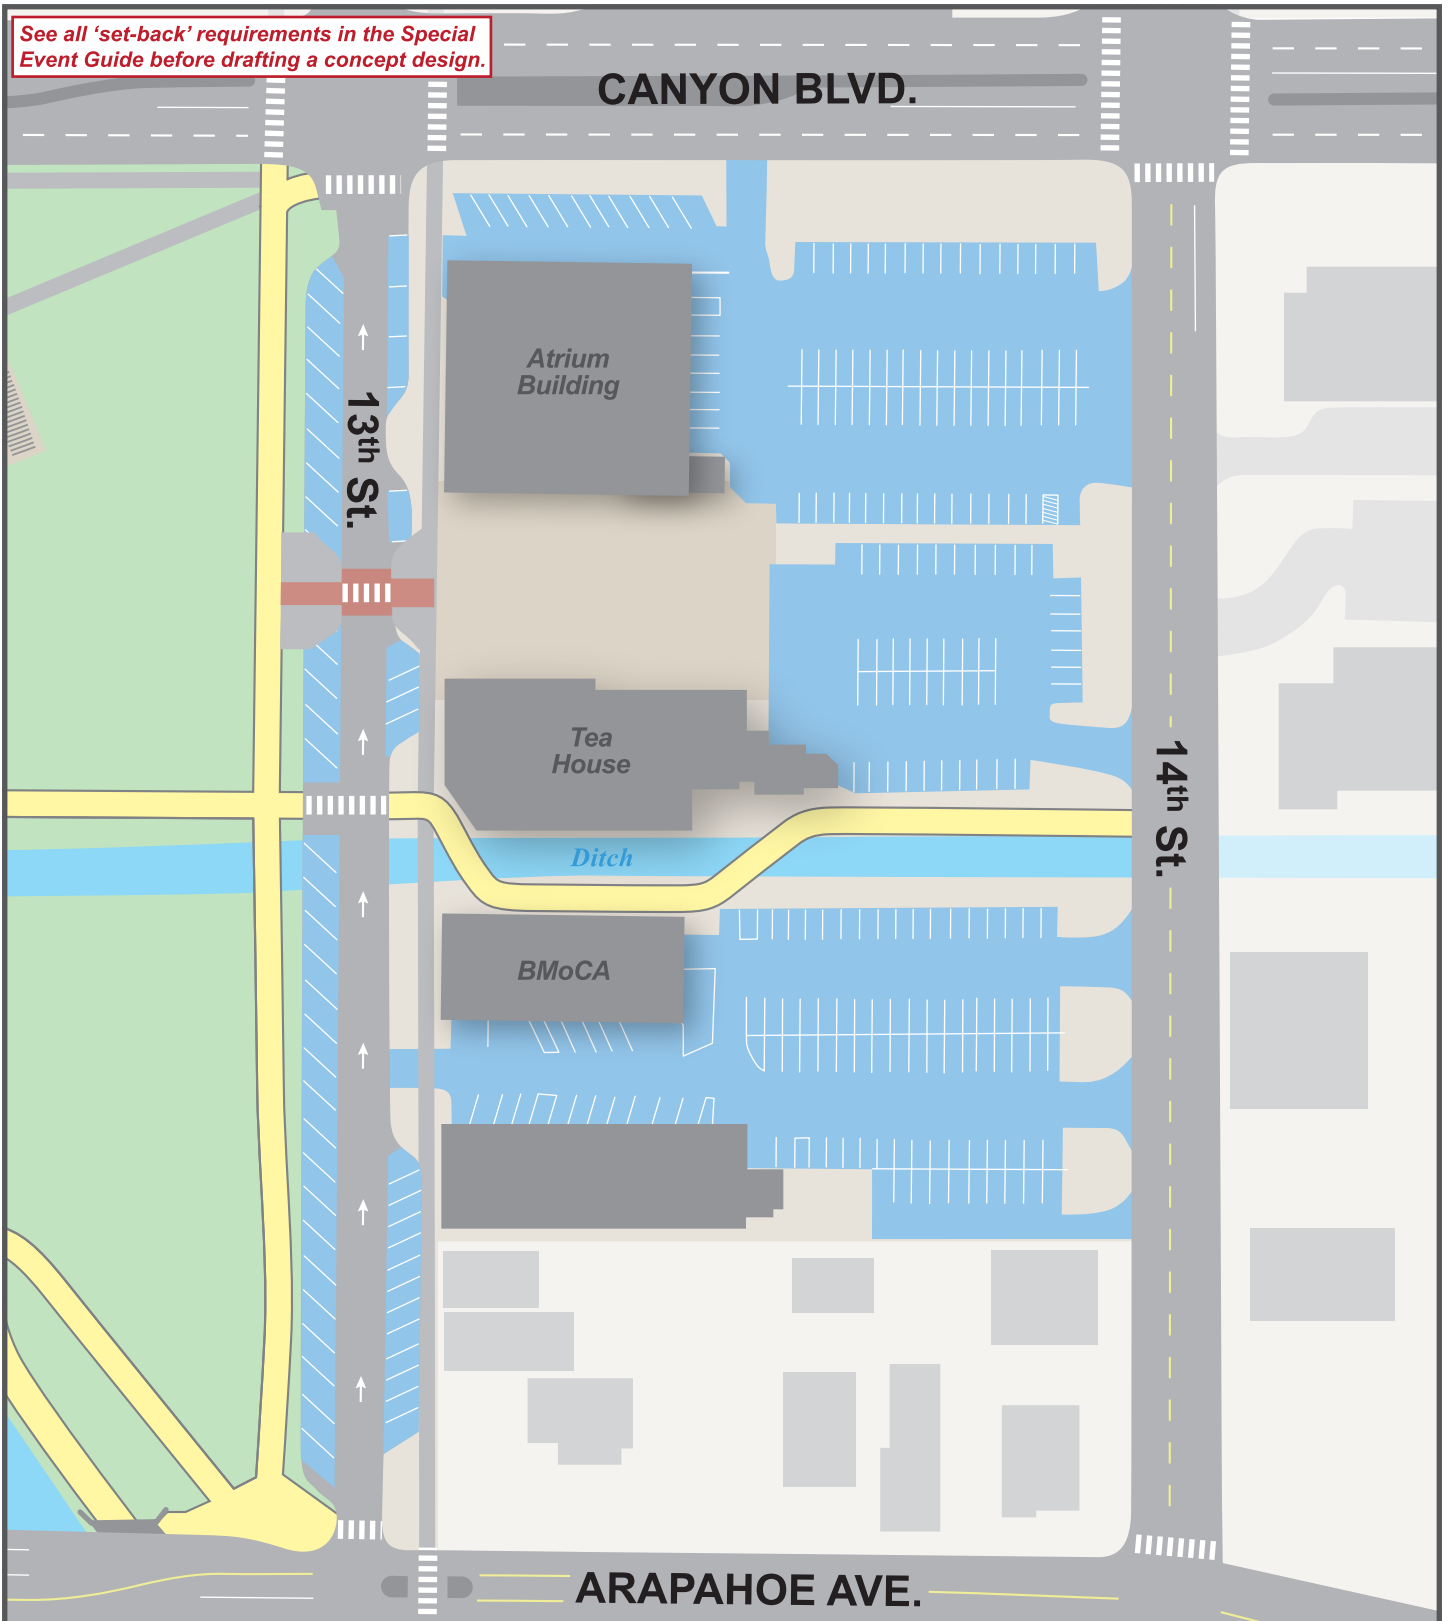 See all ‘set-back’ requirements in the Special
Event Guide before drafting a concept design.
CANYON BLVD.
Atrium
Building
13th St.
Tea
House
14th St.
Ditch
BMoCA
ARAPAHOE AVE.